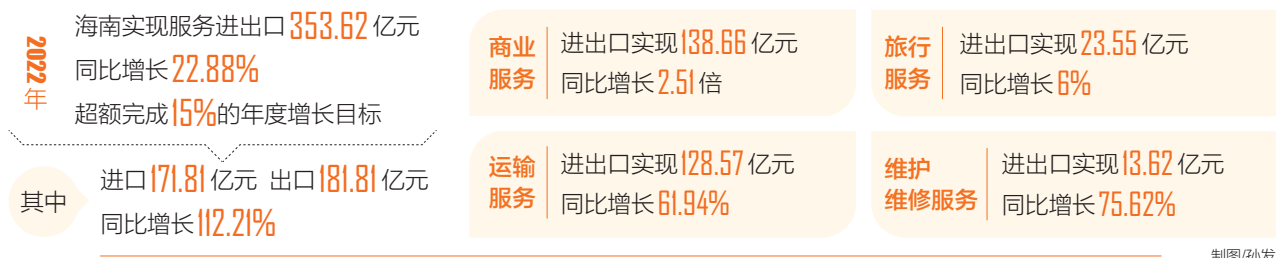 2022年
海南实现服务进出口353.62亿元
同比增长22.88%
超额完成15%的年度增长目标
其中
进口171.81亿元 出口181.81亿元
同比增长112.21%
商业
服务
进出口实现138.66亿元
同比增长2.51倍
旅行
服务
进出口实现23.55亿元
同比增长6%
运输
服务
进出口实现128.57亿元
同比增长61.94%
维护
维修服务
进出口实现13.62亿元
同比增长75.62%
制图/孙发